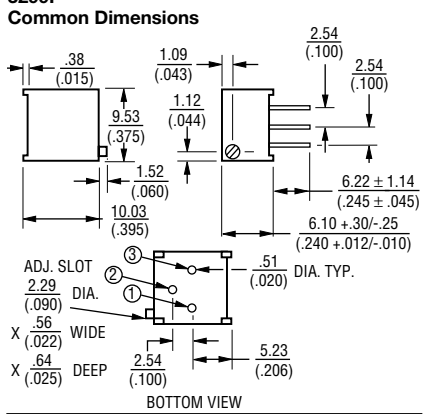 Common Dimensions
.38
(.015)
9.53
(.375)
1.52
(.060)
10.03
(.395)
1.09
(.043)
1.12
(.044)
2.54
(.100)
2.54
(.100)
6.22 ± 1.14
(.245 ± .045)
6.10 +.30/-.25
(.240 +.012/-.010)
ADJ. SLOT
2.29
(.090) DIA.
X .56
(.022) WIDE
X .64
(.025) DEEP
3
2
1
.51
(.020) DIA. TYP.
2.54
(.100)
5.23
(.206)
BOTTOM VIEW